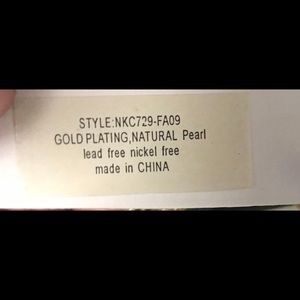 STYLE:NKC729-FA09
GOLD PLATING,NATURAL Pearl
lead free nickel free
made in CHINA